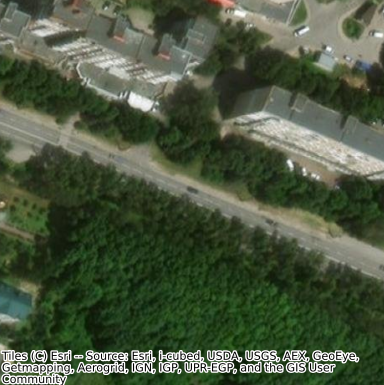 Tiles (C) Esri -- Source: Esri, i-cubed, USDA, USGS, AEX, GeoEye,
Getmapping, Aerogrid, IGN, IGP, UPR-EGP, and the GIS User
Community